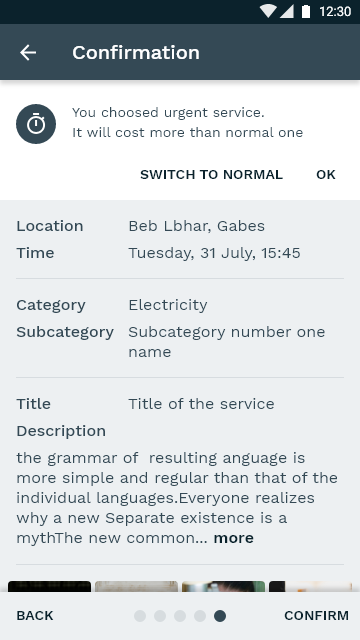 12:30
Confirmation
You choosed urgent service.
It will cost more than normal one
SWITCH TO NORMAL OK
Location Beb Lbhar, Gabes
Time Tuesday, 31 July, 15:45
Category Electricity
Subcategory Subcategory number one
name
Title Title of the service
Description
the grammar of  resulting anguage is
more simple and regular than that of the
individual languages.Everyone realizes
why a new Separate existence is a
mythThe new common... more
BACK CONFIRM